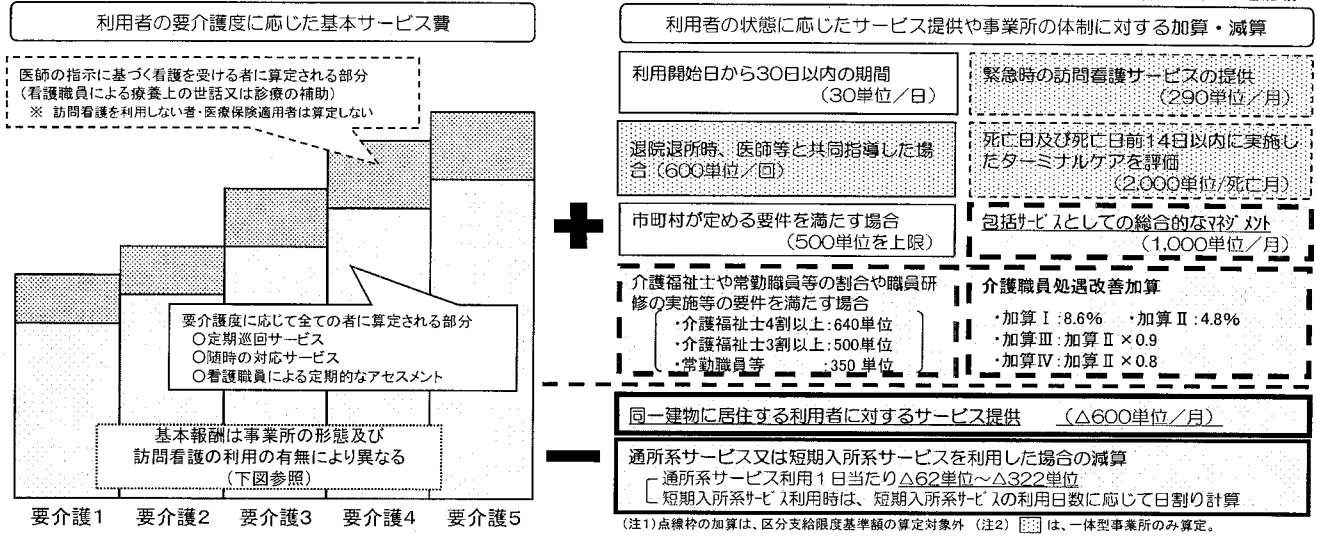 利用者の要介護度に応じた基本サービス費
医師の指示に基づく看護を受ける者に算定される部分
(看護職員による療養上の世話又は診療の補助)
※ 訪問看護を利用しない者・医療保険適用者は算定しない
要介護度に応じて全ての者に算定される部分
○定期巡回サービス
○随時の対応サービス
○看護職員による定期的なアセスメント
基本報酬は事業所の形態及び
訪問看護の利用の有無により異なる
(下図参照)
要介護1 要介護2 要介護3 要介護4 要介護5
利用者の状態に応じたサービス提供や事業所の体制に対する加算・減算
利用開始日から30日以内の期間
(30単位/日)
緊急時の訪問看護サービスの提供
(290単位/月)
退院退所時、医師等と共同指導した場
合(600単位/回)
死亡日及び死亡日前14日以内に実施し
たターミナルケアを評価
(2,000単位/死亡月)
市町村が定める要件を満たす場合
(500単位を上限)
包括サービスとしての総合的なマネジメント
(1,000単位/月)
介護福祉士や常勤職員等の割合や職員研
修の実施等の要件を満たす場合
・介護福祉士4割以上:640単位
・介護福祉士3割以上:500単位
・常勤職員等 :350 単位
介護職員処遇改善加算
・加算Ⅰ:8.6% ・加算Ⅱ:4.8%
・加算Ⅲ:加算Ⅱ×0.9
・加算Ⅳ:加算Ⅱ×0.8
同一建物に居住する利用者に対するサービス提供 (△600単位/月)
通所系サービス又は短期入所系サービスを利用した場合の減算
通所系サービス利用1日当たり△62単位~△322単位
短期入所系サービス利用時は、短期入所系サービスの利用日数に応じて日割り計算
(注1)点線枠の加算は、区分支給限度基準額の算定対象外 (注2) は、一体型事業所のみ算定。